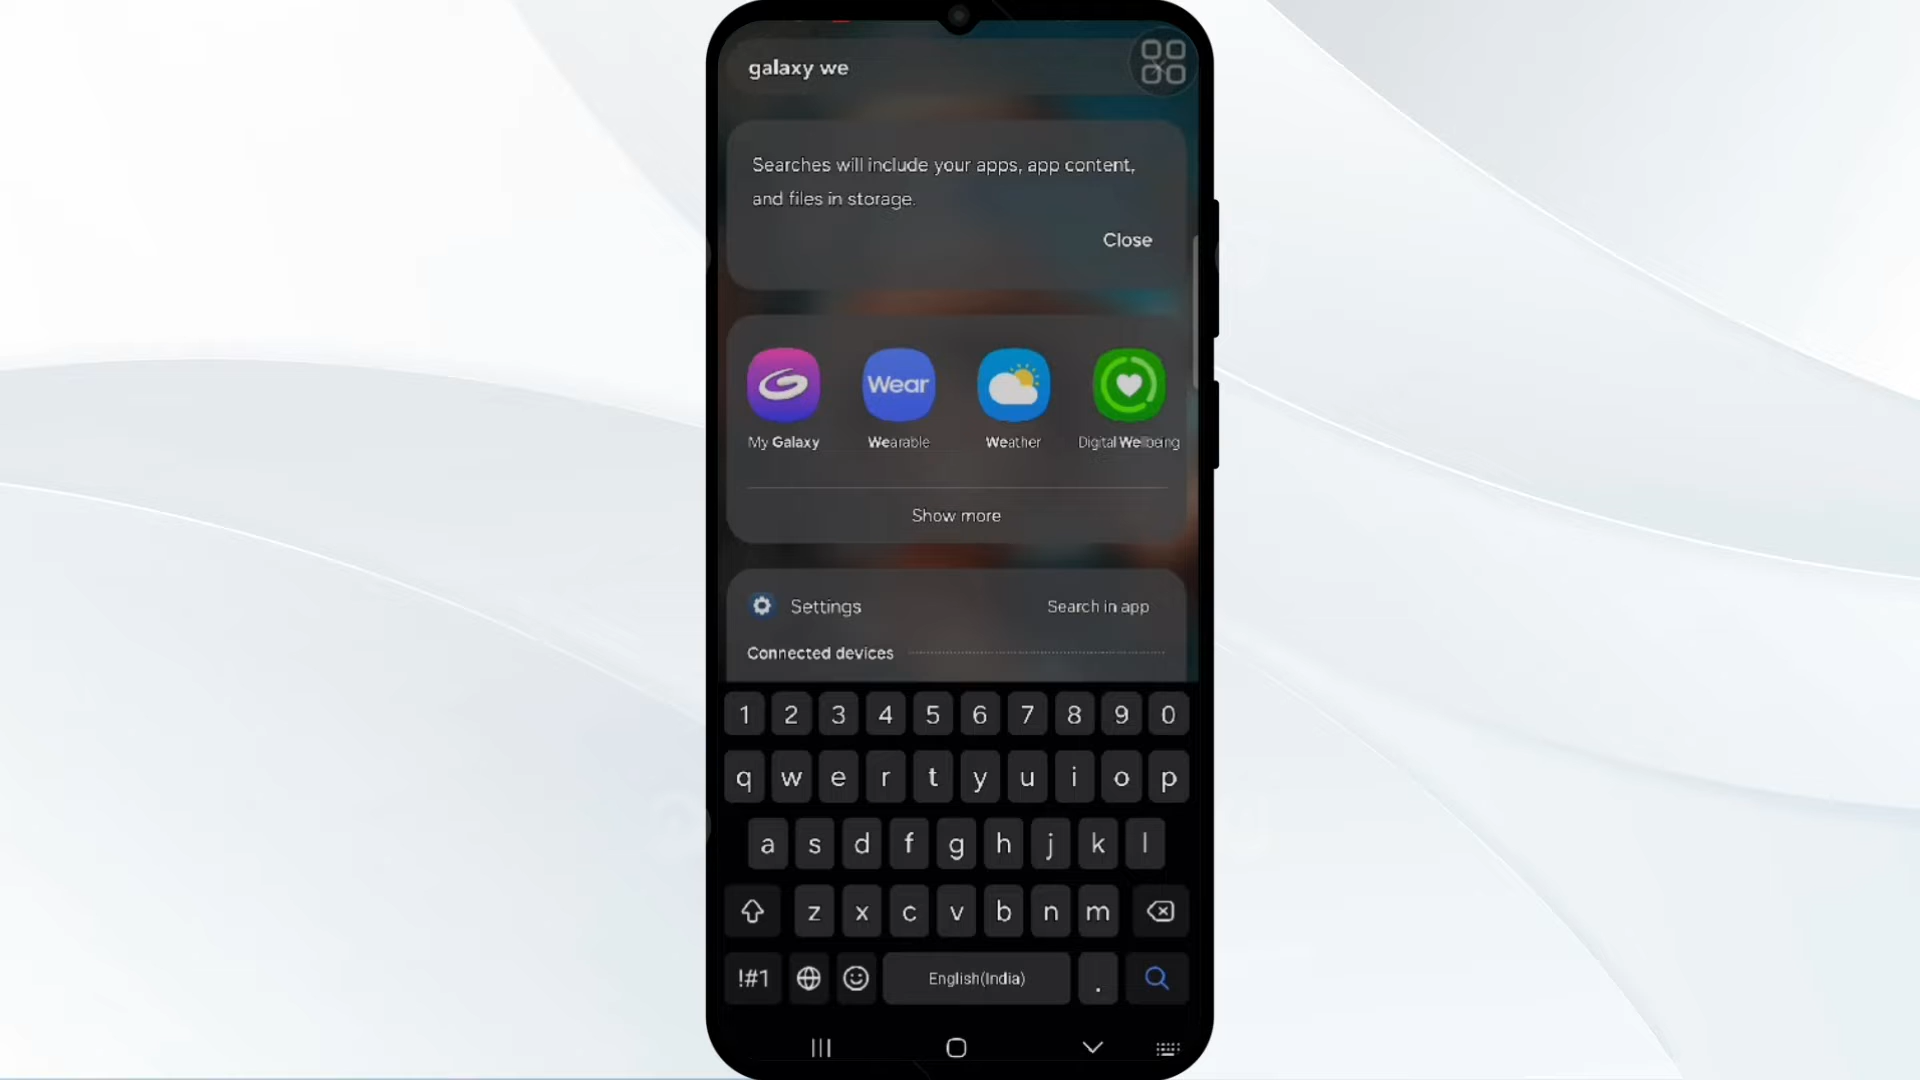 galaxy we
Searches will include your apps, app content,
and files in storage.
Close
Wear
My Galaxy Wearable Weather Digital Wellbeing
Show more
Settings Search in app
Connected devices
1 2 3 4 5 6 7 8 9 0
q w e r t y u i o p
a s d f g h j k l
z x c v b n m
!#1 English(India) .